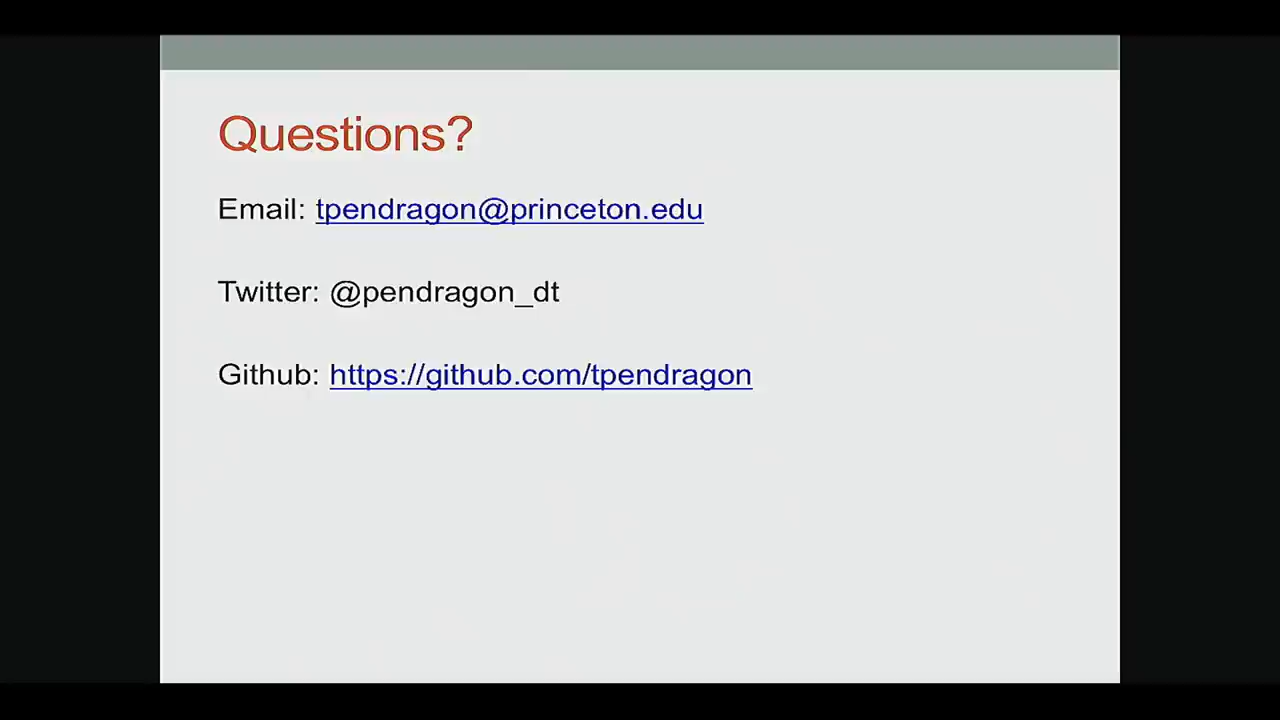 Questions?
Email: tpendragon@princeton.edu
Twitter: @pendragon_dt
Github: https://github.com/tpendragon